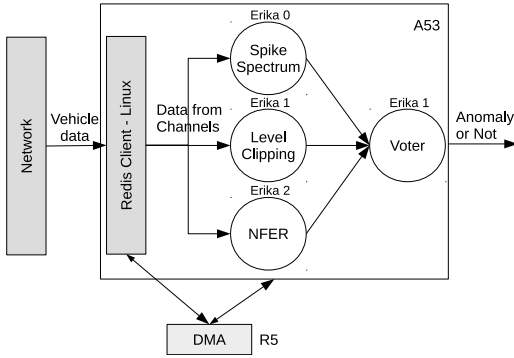 Erika 0
A53
Spike
Spectrum
Network
Vehicle
data
Redis Client - Linux
Data from
Channels
Erika 1
Level
Clipping
Erika 1
Voter
Anomaly
or Not
Erika 2
NFER
DMA
R5